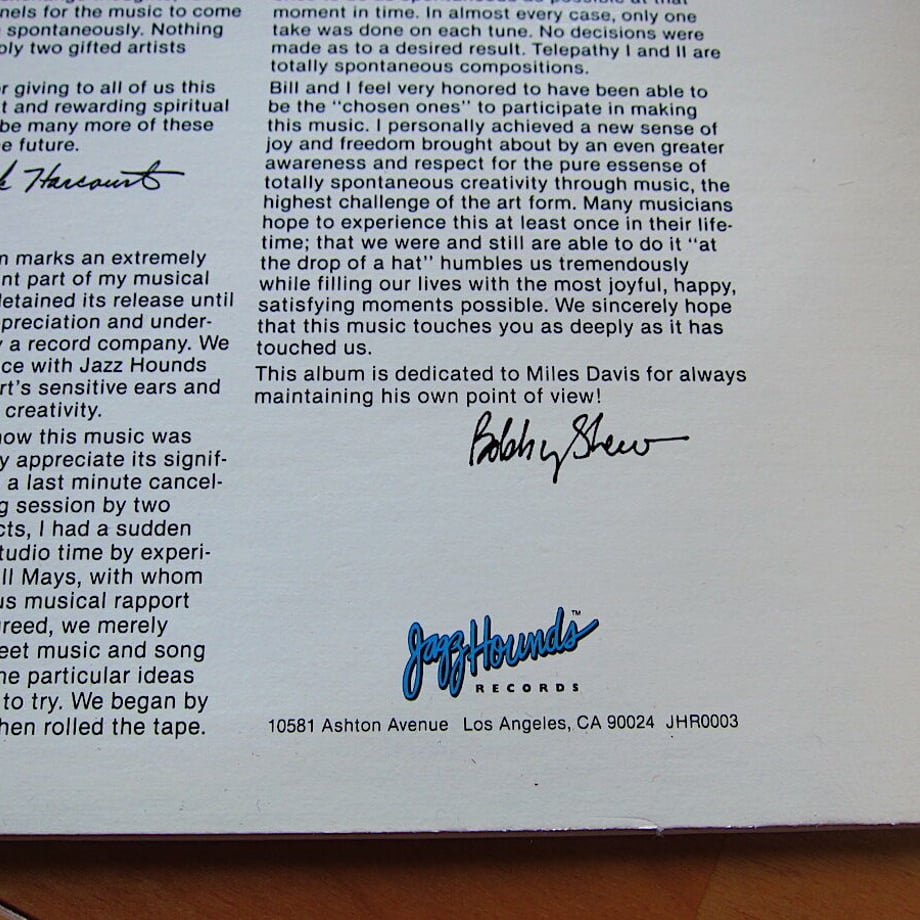 nels for the music to come
spontaneously. Nothing
two gifted artists
giving to all of us this
and rewarding spiritual
be many more of these
future.
Harcourt
marks an extremely
part of my musical
its release until
and under-
a record company. We
with Jazz Hounds
sensitive ears and
creativity.
this music was
appreciate its signif-
a last minute cancel-
session by two
I had a sudden
studio time by experi-
Mays, with whom
musical rapport
we merely
music and song
particular ideas
to try. We began by
then rolled the tape.
moment in time. In almost every case, only one
take was done on each tune. No decisions were
made as to a desired result. Telepathy I and II are
totally spontaneous compositions.
Bill and I feel very honored to have been able to
be the "chosen ones" to participate in making
this music. I personally achieved a new sense of
joy and freedom brought about by an even greater
awareness and respect for the pure essense of
totally spontaneous creativity through music, the
highest challenge of the art form. Many musicians
hope to experience this at least once in their life-
time; that we were and still are able to do it "at
the drop of a hat" humbles us tremendously
while filling our lives with the most joyful, happy,
satisfying moments possible. We sincerely hope
that this music touches you as deeply as it has
touched us.
This album is dedicated to Miles Davis for always
maintaining his own point of view!
Bobby Shew
Jazz Hounds™
RECORDS
10581 Ashton Avenue Los Angeles, CA 90024 JHR0003